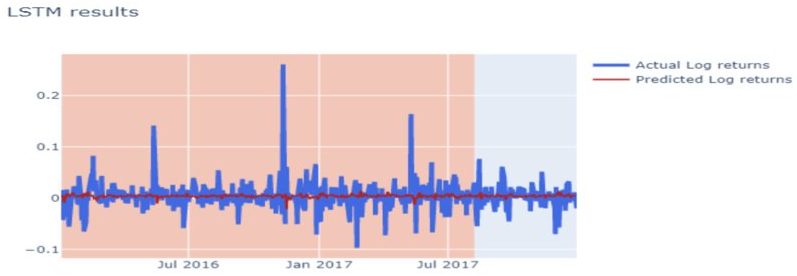 LSTM results
Actual Log returns
Predicted Log returns
0.2
0.1
0
−0.1
Jul 2016 Jan 2017 Jul 2017